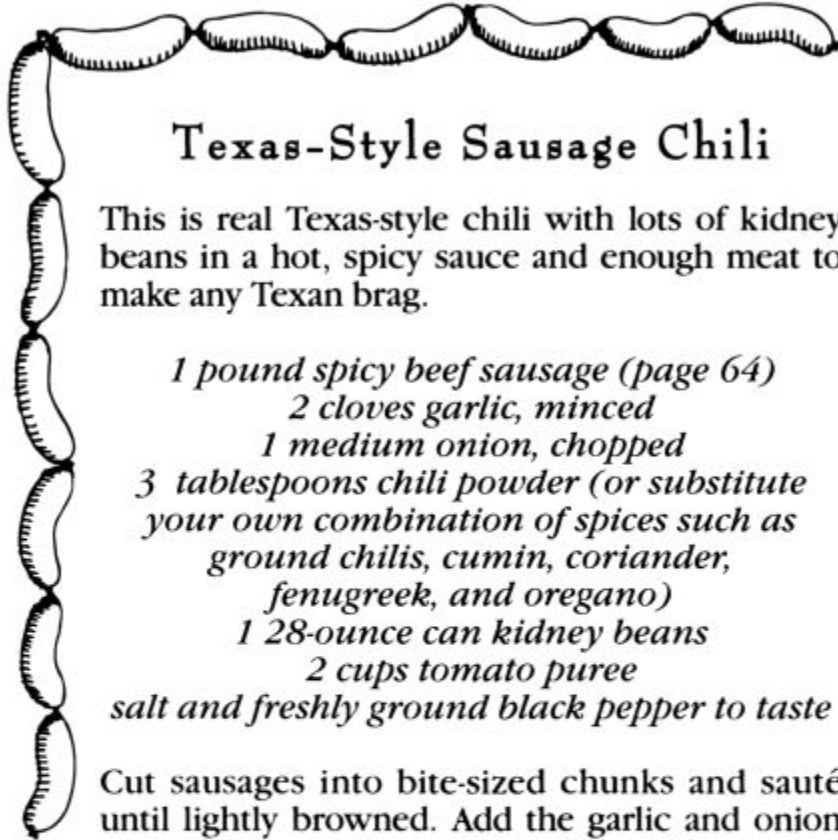 Texas-Style Sausage Chili
This is real Texas-style chili with lots of kidney
beans in a hot, spicy sauce and enough meat to
make any Texan brag.
1 pound spicy beef sausage (page 64)
2 cloves garlic, minced
1 medium onion, chopped
3 tablespoons chili powder (or substitute
your own combination of spices such as
ground chilis, cumin, coriander,
fenugreek, and oregano)
1 28-ounce can kidney beans
2 cups tomato puree
salt and freshly ground black pepper to taste
Cut sausages into bite-sized chunks and sauté
until lightly browned. Add the garlic and onion